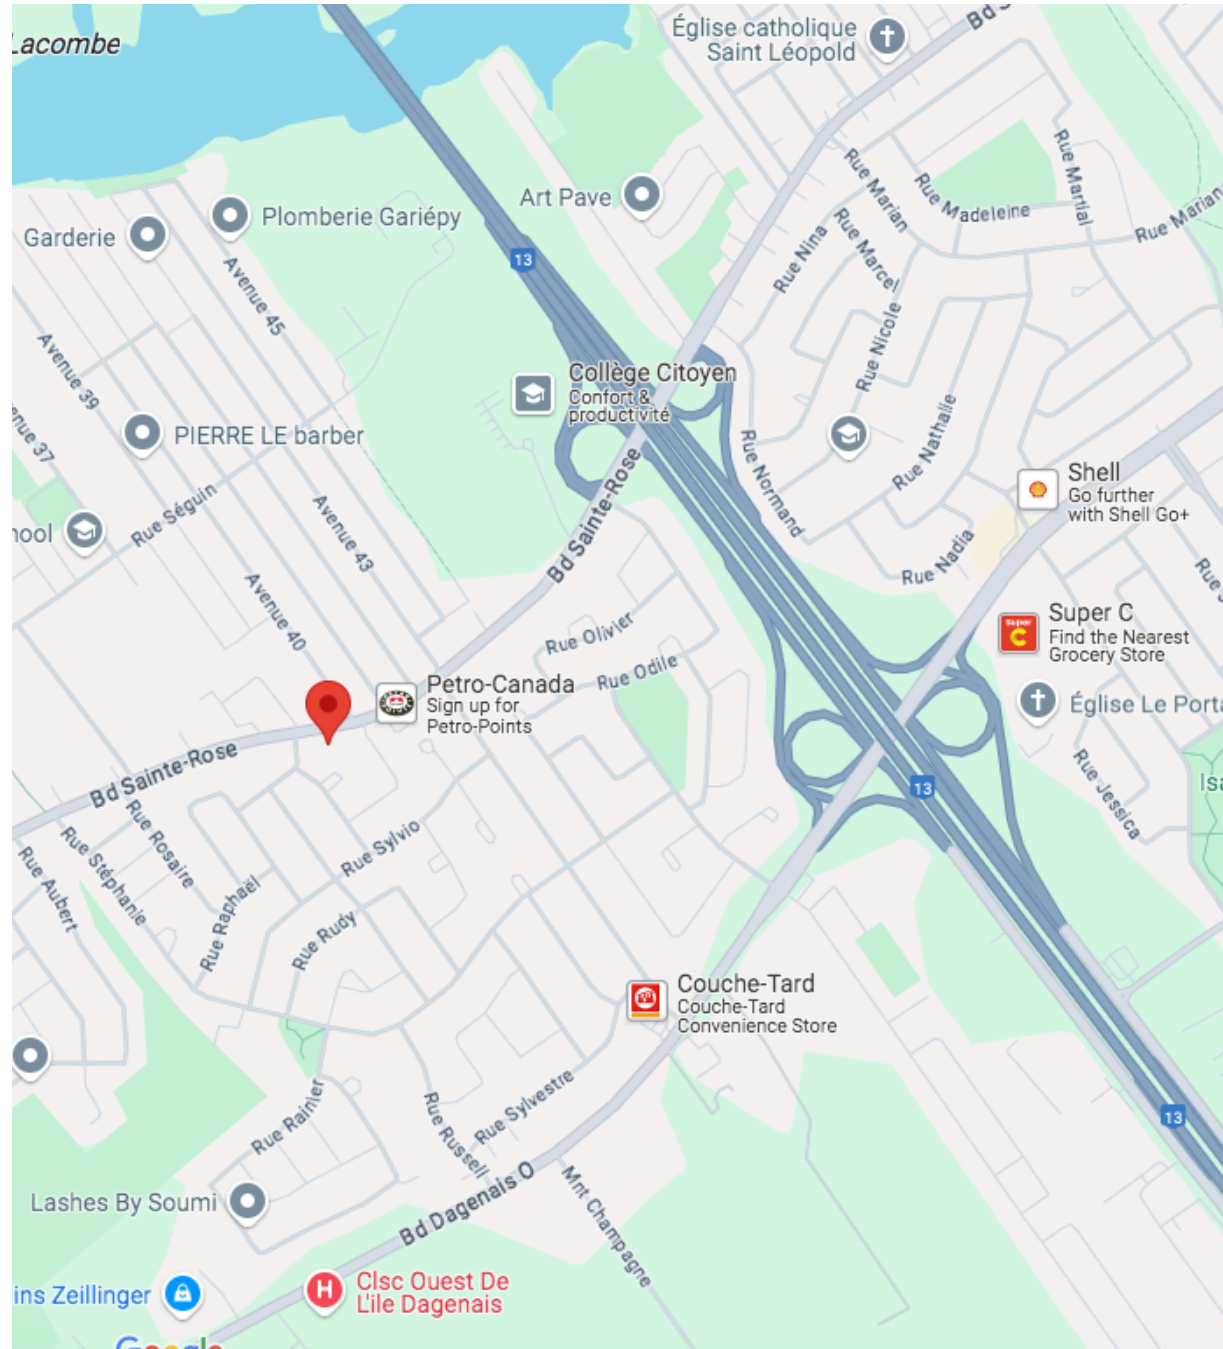 Lacombe
Église catholique
Saint Léopold
Bd S
Art Pave
Plomberie Gariépy
Garderie
13
Avenue 45
Avenue 39
Rue Marian
Rue Madeleine
Rue Martial
Rue Marian
Rue Nina
Rue Marcel
Rue Nicole
Collège Citoyen
Confort &
productivité
PIERRE LE barber
nue 37
Rue Séguin
Avenue 43
Bd Sainte-Rose
Rue Normand
Rue Nathalie
Shell
Go further
with Shell Go+
Rue Nadia
Rue S
hool
Avenue 40
Rue Olivier
Rue Odile
Super C
Find the Nearest
Grocery Store
Super C
Petro-Canada
Sign up for
Petro-Points
Église Le Porta
Bd Sainte-Rose
13
Rue Jessica
Isa
Rue Rosaire
Rue Stéphanie
Rue Aubert
Rue Sylvio
Rue Raphaël
Rue Rudy
Couche-Tard
Couche-Tard
Convenience Store
Rue Rainier
Rue Russell
Rue Sylvestre
13
Bd Dagenais O
Mnt Champagne
Lashes By Soumi
ins Zeillinger
H
Clsc Ouest De
L'ile Dagenais
Google